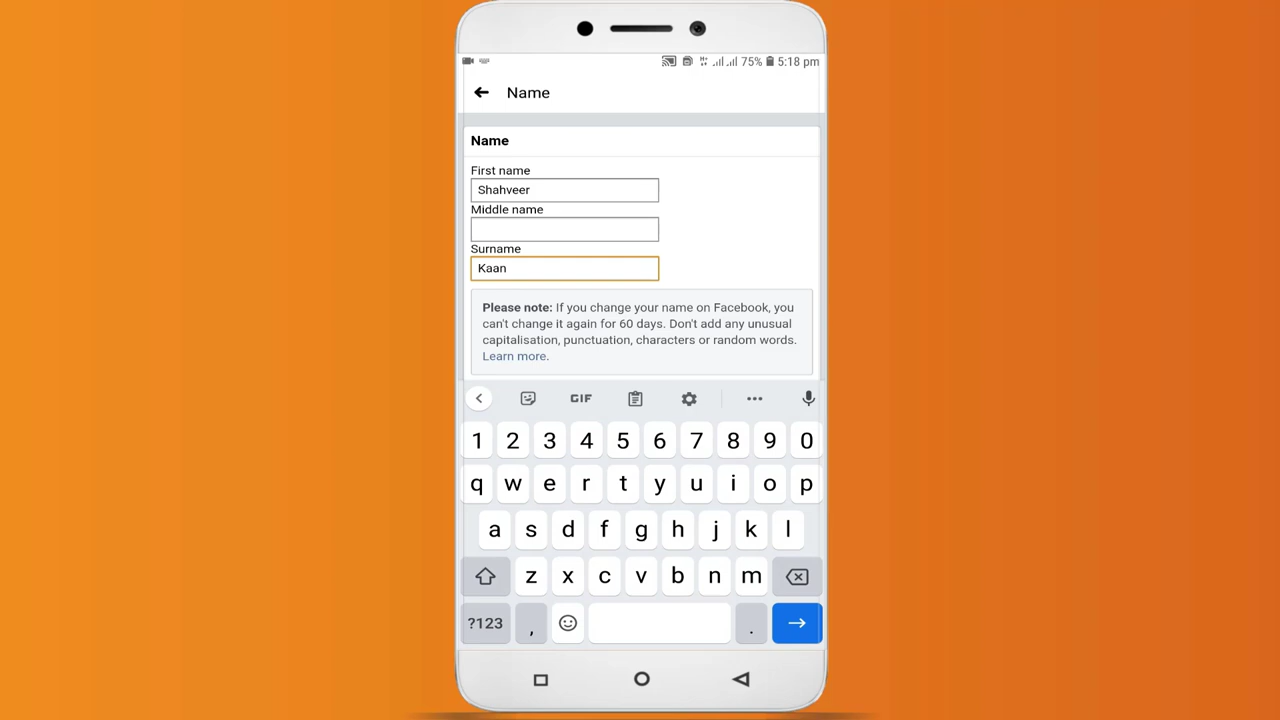 75% 5:18 pm
Name
Name
First name
Shahveer
Middle name
Surname
Kaan
Please note: If you change your name on Facebook, you
can't change it again for 60 days. Don't add any unusual
capitalisation, punctuation, characters or random words.
Learn more.
GIF
1 2 3 4 5 6 7 8 9 0
q w e r t y u i o p
a s d f g h j k l
z x c v b n m
?123 , .